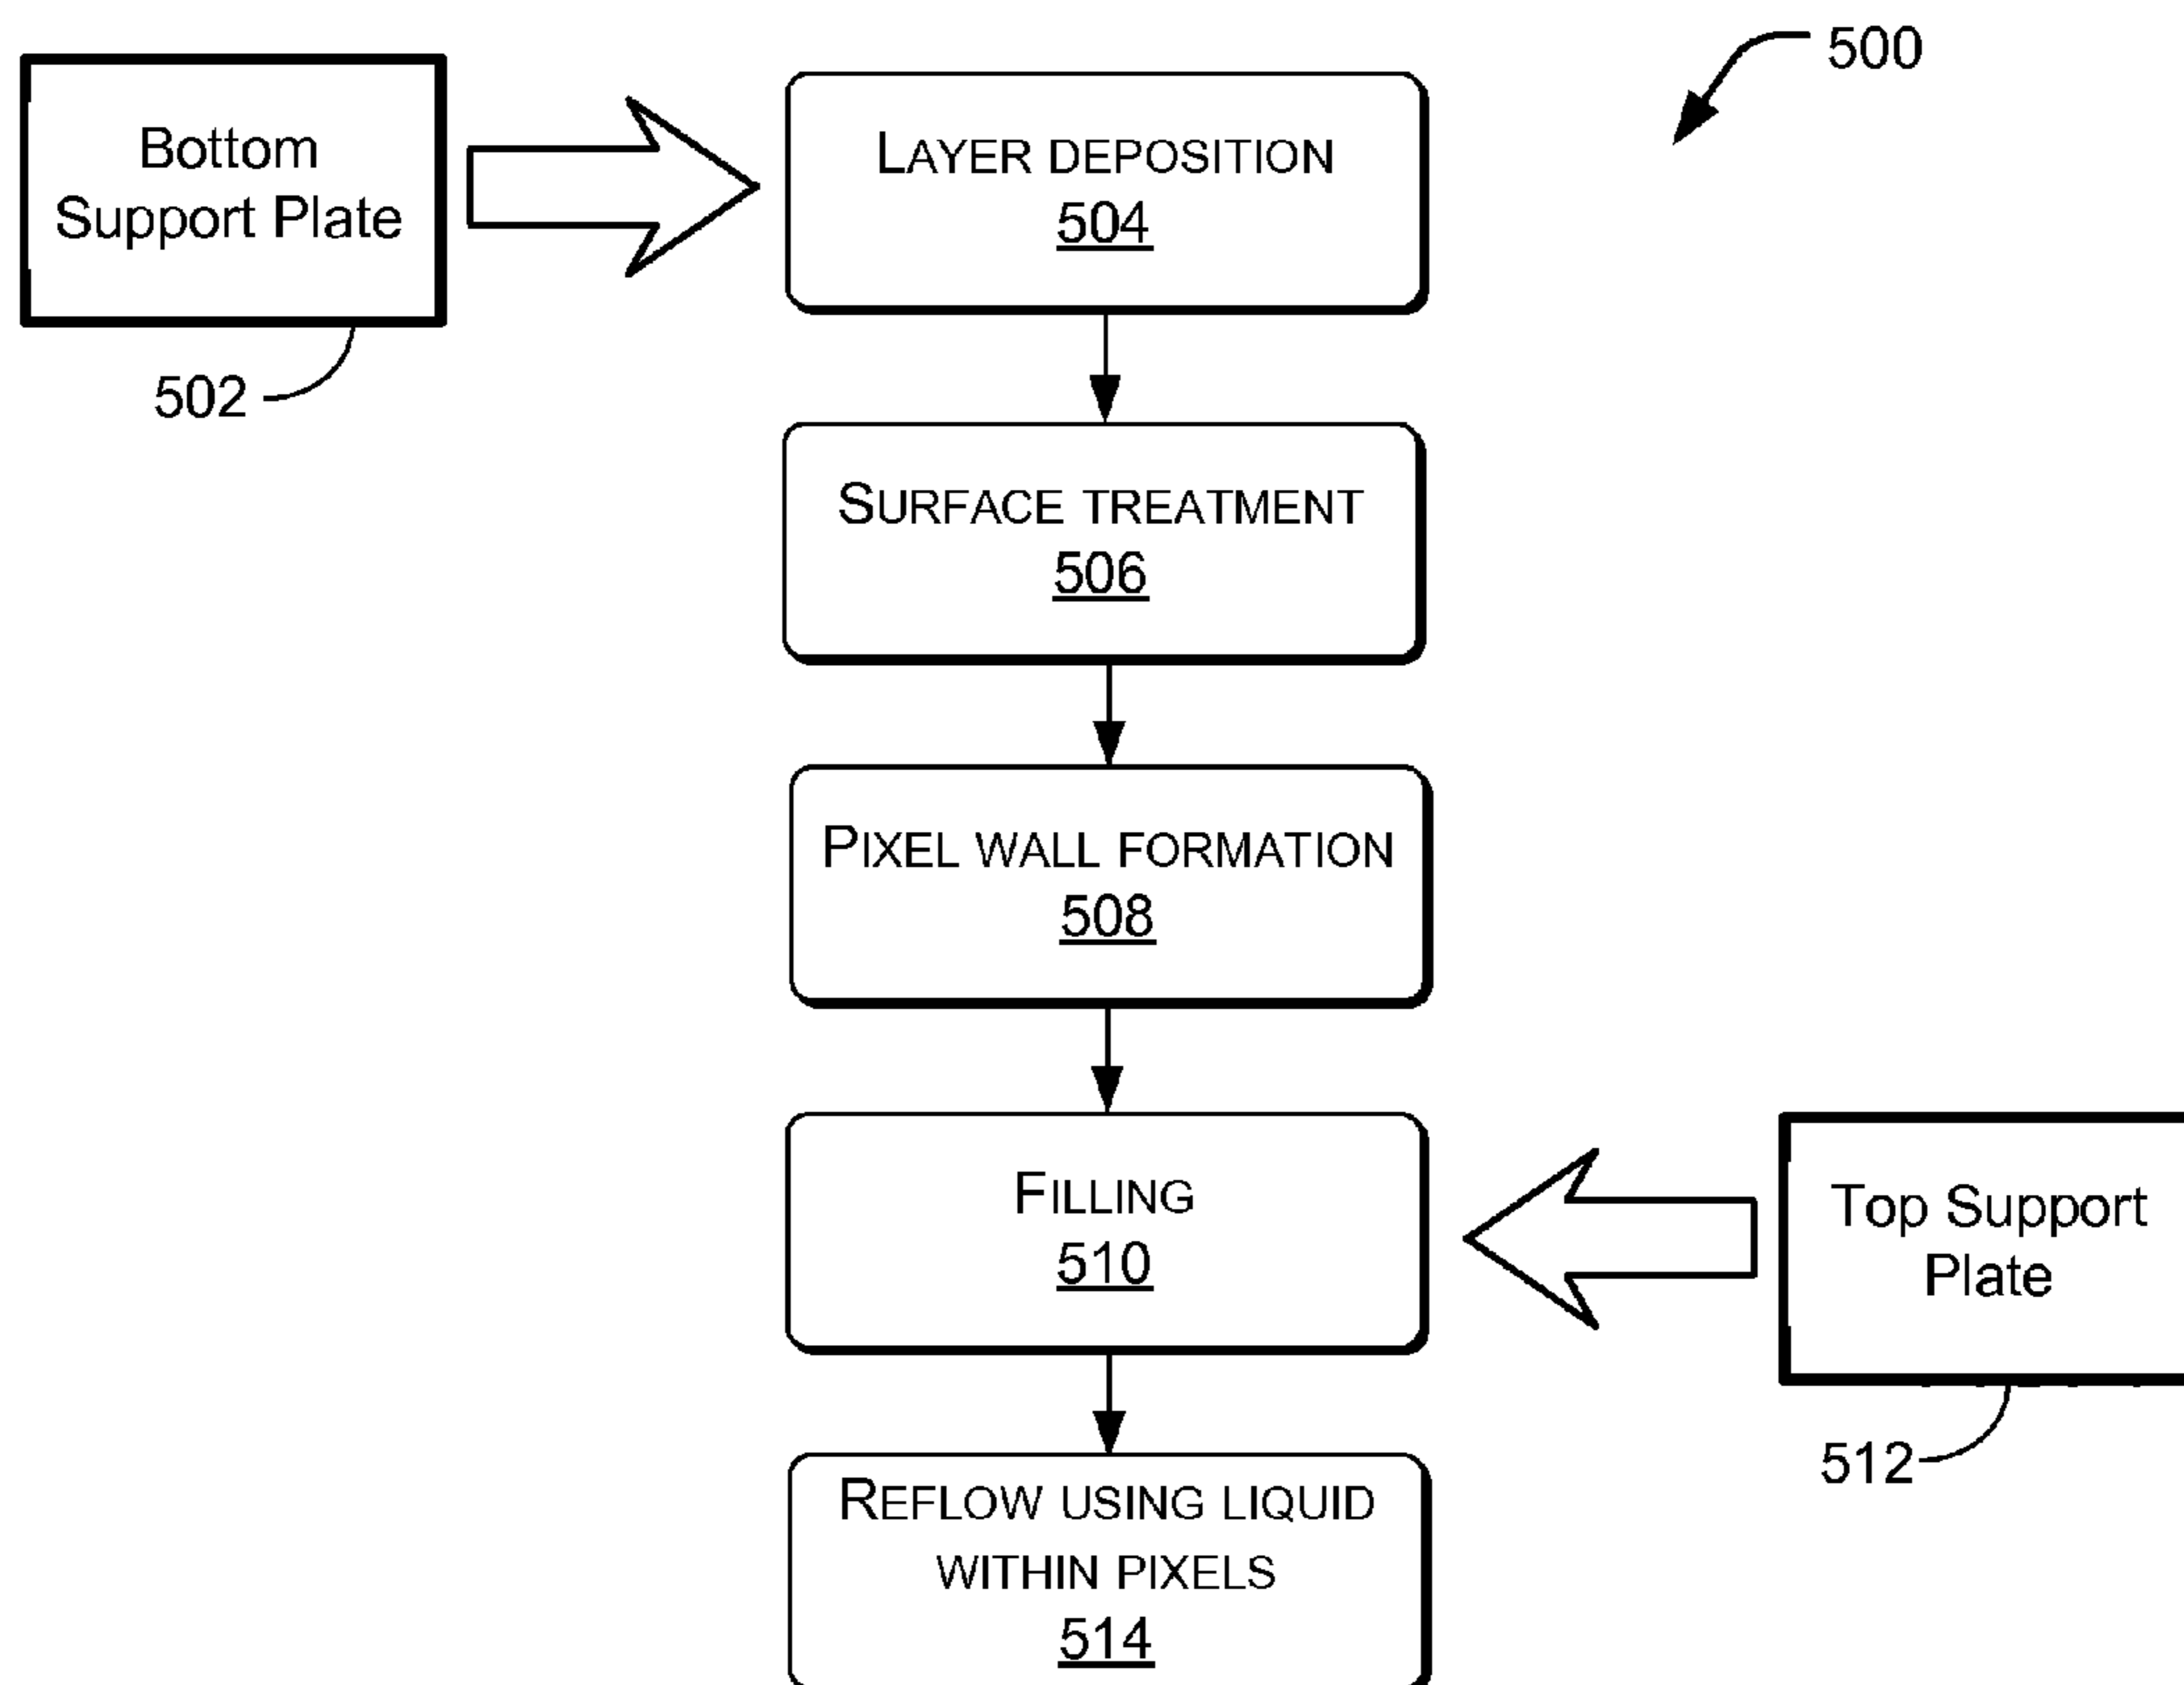 500
Bottom
Support Plate
502
LAYER DEPOSITION
504
SURFACE TREATMENT
506
PIXEL WALL FORMATION
508
FILLING
510
Top Support
Plate
512
REFLOW USING LIQUID
WITHIN PIXELS
514